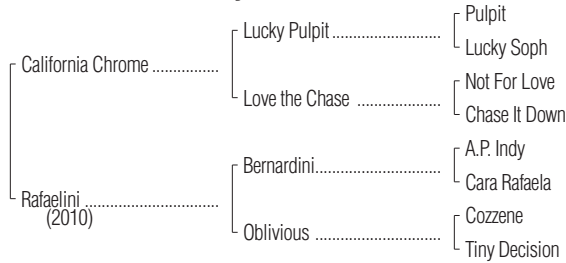 Pulpit
Lucky Pulpit
Lucky Soph
California Chrome
Not For Love
Love the Chase
Chase It Down
A.P. Indy
Bernardini
Cara Rafaela
Rafaelini
(2010)
Cozzene
Oblivious
Tiny Decision